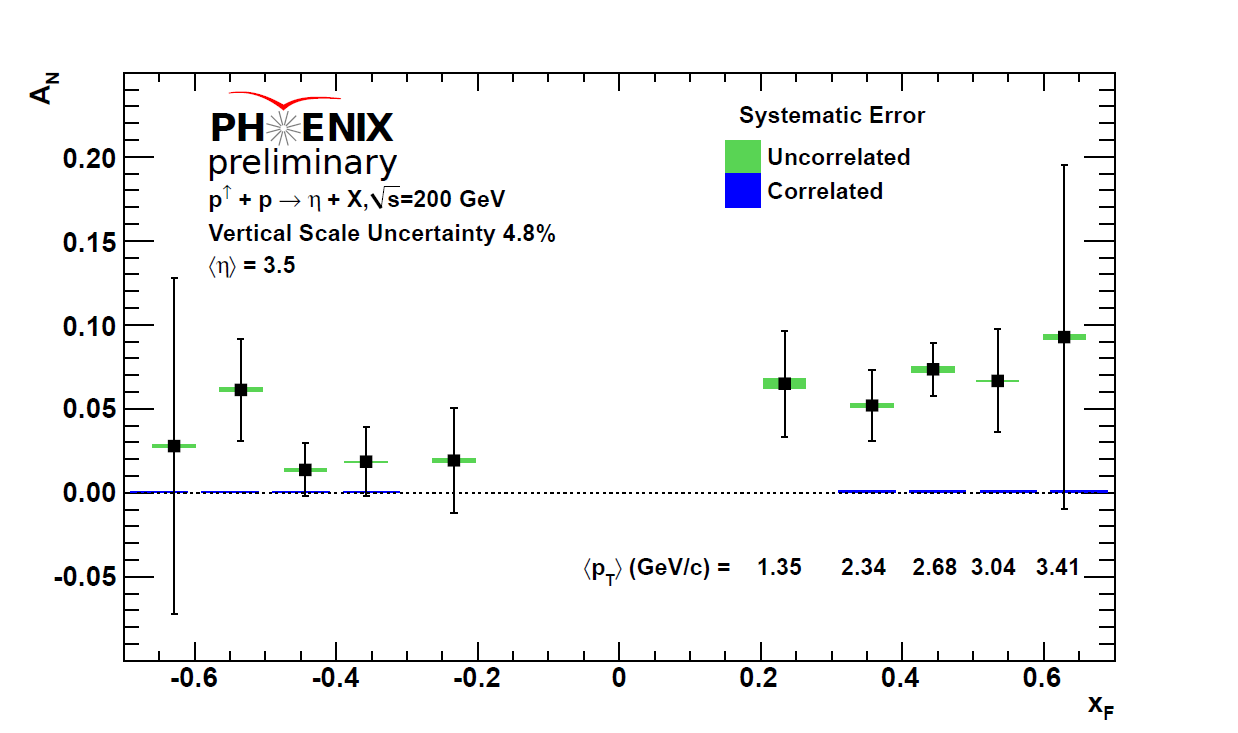 A_N
PHOENIX
preliminary
p↑ + p → η + X, √s=200 GeV
Vertical Scale Uncertainty 4.8%
⟨η⟩ = 3.5
Systematic Error
Uncorrelated
Correlated
0.20
0.15
0.10
0.05
0.00
-0.05
⟨p_T⟩ (GeV/c) = 1.35 2.34 2.68 3.04 3.41
-0.6 -0.4 -0.2 0 0.2 0.4 0.6
x_F